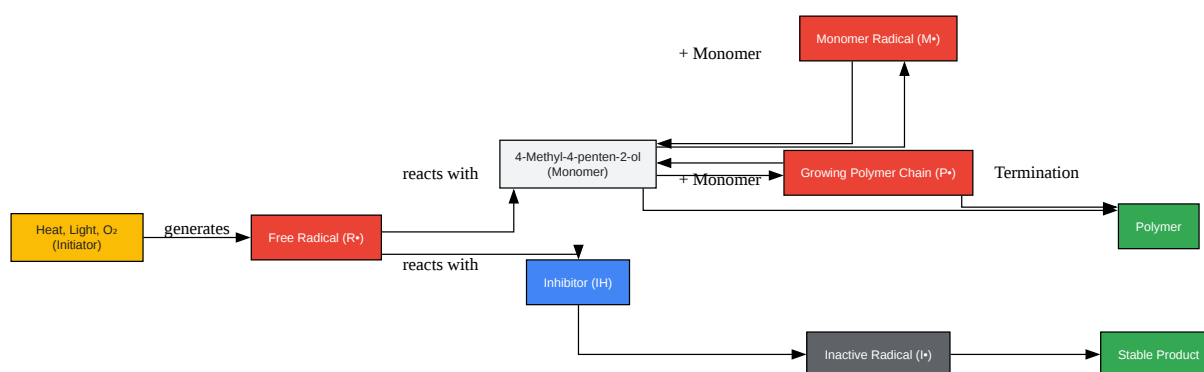 Monomer Radical (M•)
+ Monomer
4-Methyl-4-penten-2-ol
(Monomer)
reacts with
+ Monomer
Growing Polymer Chain (P•)
Termination
Heat, Light, O₂
(Initiator)
generates
Free Radical (R•)
Polymer
reacts with
Inhibitor (IH)
Inactive Radical (I•)
Stable Product